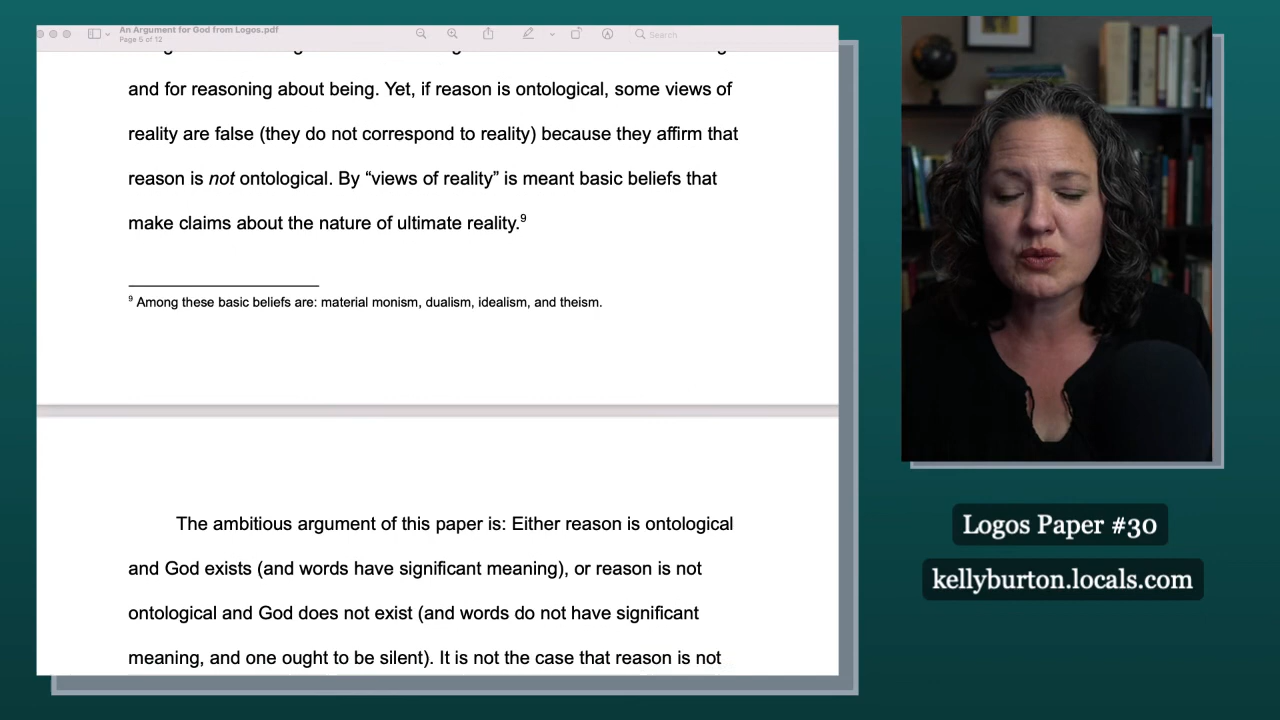 An Argument for God from Logos.pdf
Page 5 of 12
Search
and for reasoning about being. Yet, if reason is ontological, some views of
reality are false (they do not correspond to reality) because they affirm that
reason is not ontological. By “views of reality” is meant basic beliefs that
make claims about the nature of ultimate reality.9
9 Among these basic beliefs are: material monism, dualism, idealism, and theism.
The ambitious argument of this paper is: Either reason is ontological
and God exists (and words have significant meaning), or reason is not
ontological and God does not exist (and words do not have significant
meaning, and one ought to be silent). It is not the case that reason is not
Logos Paper #30
kellyburton.locals.com